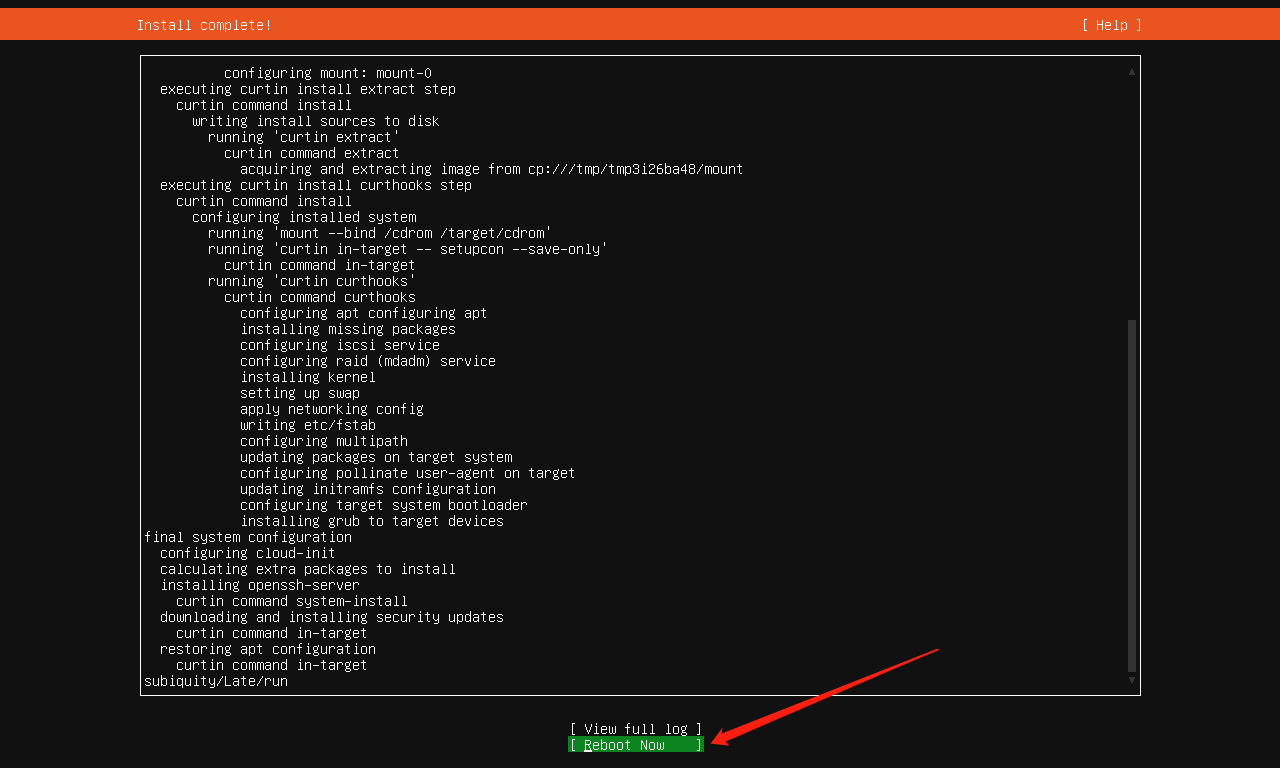 Install complete! [ Help ]
configuring mount: mount-0
executing curtin install extract step
curtin command install
writing install sources to disk
running 'curtin extract'
curtin command extract
acquiring and extracting image from cp:///tmp/tmp3i26ba48/mount
executing curtin install curthooks step
curtin command install
configuring installed system
running 'mount --bind /cdrom /target/cdrom'
running 'curtin in-target -- setupcon --save-only'
curtin command in-target
running 'curtin curthooks'
curtin command curthooks
configuring apt configuring apt
installing missing packages
configuring iscsi service
configuring raid (mdadm) service
installing kernel
setting up swap
apply networking config
writing etc/fstab
configuring multipath
updating packages on target system
configuring pollinate user-agent on target
updating initramfs configuration
configuring target system bootloader
installing grub to target devices
final system configuration
configuring cloud-init
calculating extra packages to install
installing openssh-server
curtin command system-install
downloading and installing security updates
curtin command in-target
restoring apt configuration
curtin command in-target
subiquity/Late/run
[ View full log ]
[ Reboot Now ]